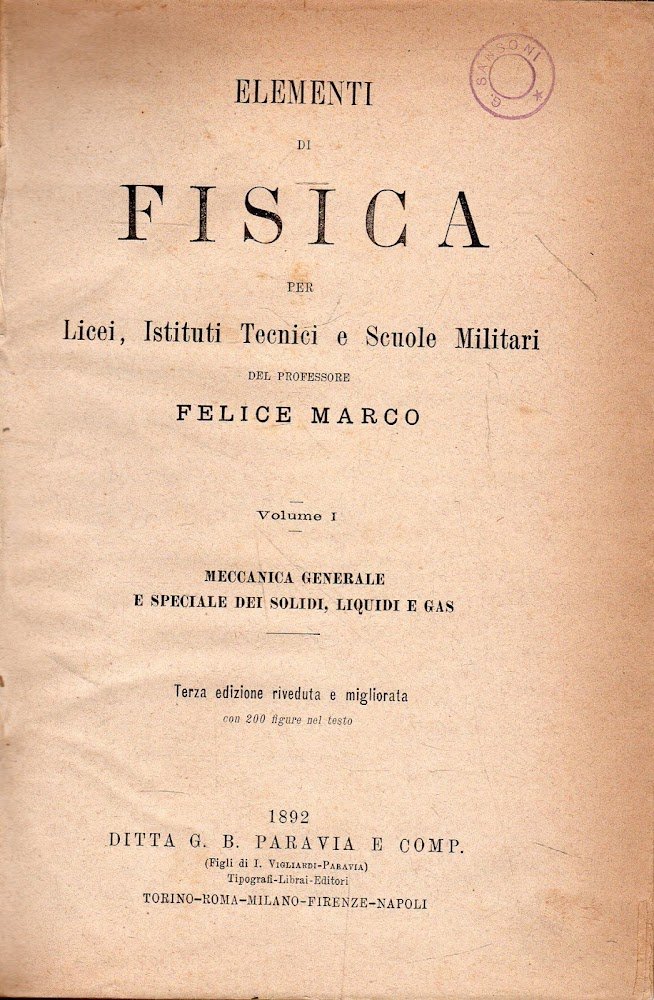 G. SANSONI
ELEMENTI
DI
FISICA
PER
Licei, Istituti Tecnici e Scuole Militari
DEL PROFESSORE
FELICE MARCO
Volume I
MECCANICA GENERALE
E SPECIALE DEI SOLIDI, LIQUIDI E GAS
Terza edizione riveduta e migliorata
con 200 figure nel testo
1892
DITTA G. B. PARAVIA E COMP.
(Figli di I. VIGLIARDI-PARAVIA)
Tipografi-Librai-Editori
TORINO-ROMA-MILANO-FIRENZE-NAPOLI